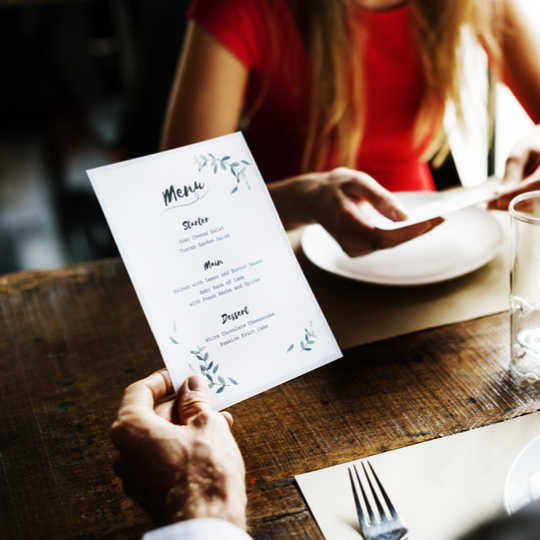 Menu
Starter
Goat Cheese Salad
Tuscan Garden Salad
Main
Salmon with Lemon and Butter Sauce
Baby Rack of Lamb
with Fresh Herbs and Spices
Dessert
White Chocolate Cheesecake
Passion Fruit Cake